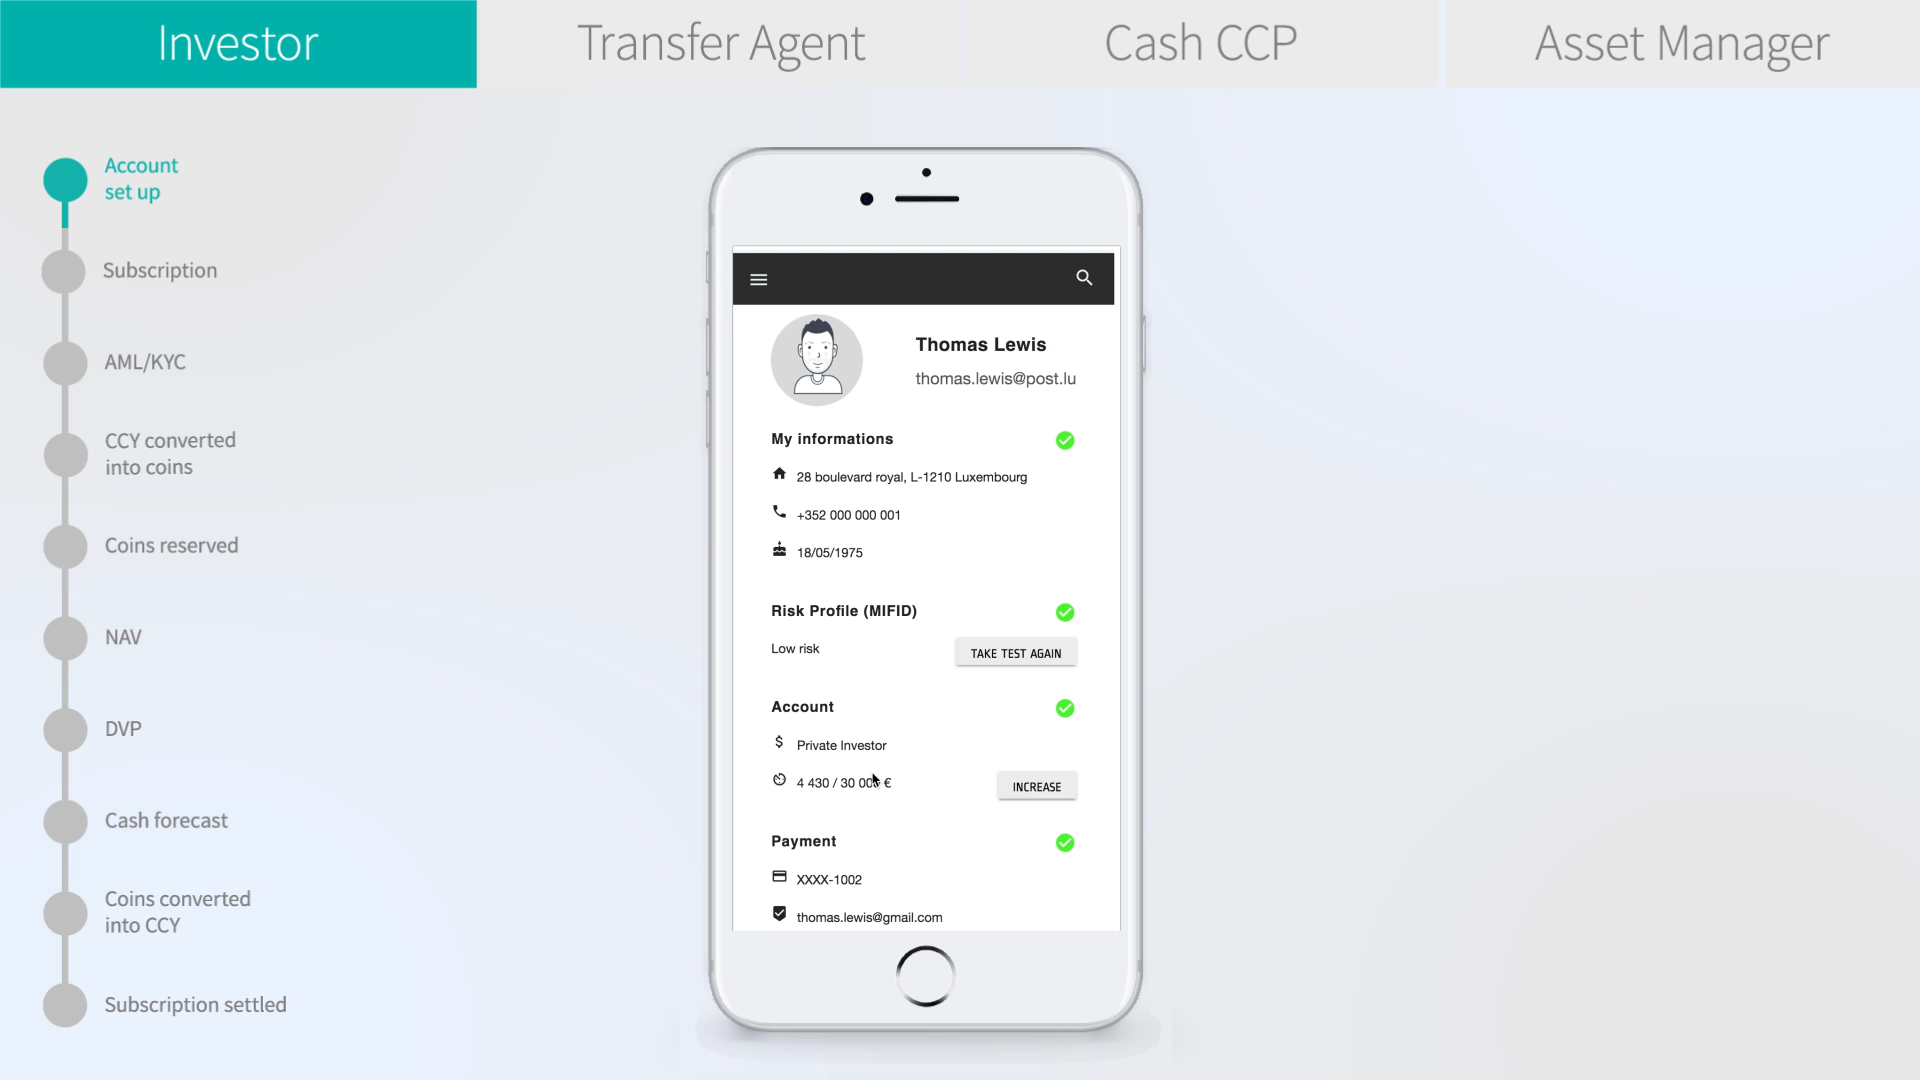 Investor
Transfer Agent
Cash CCP
Asset Manager
Account
set up
Subscription
AML/KYC
CCY converted
into coins
Coins reserved
NAV
DVP
Cash forecast
Coins converted
into CCY
Subscription settled
Thomas Lewis
thomas.lewis@post.lu
My informations
28 boulevard royal, L-1210 Luxembourg
+352 000 000 001
18/05/1975
Risk Profile (MIFID)
Low risk
TAKE TEST AGAIN
Account
Private Investor
4 430 / 30 000 €
INCREASE
Payment
XXXX-1002
thomas.lewis@gmail.com